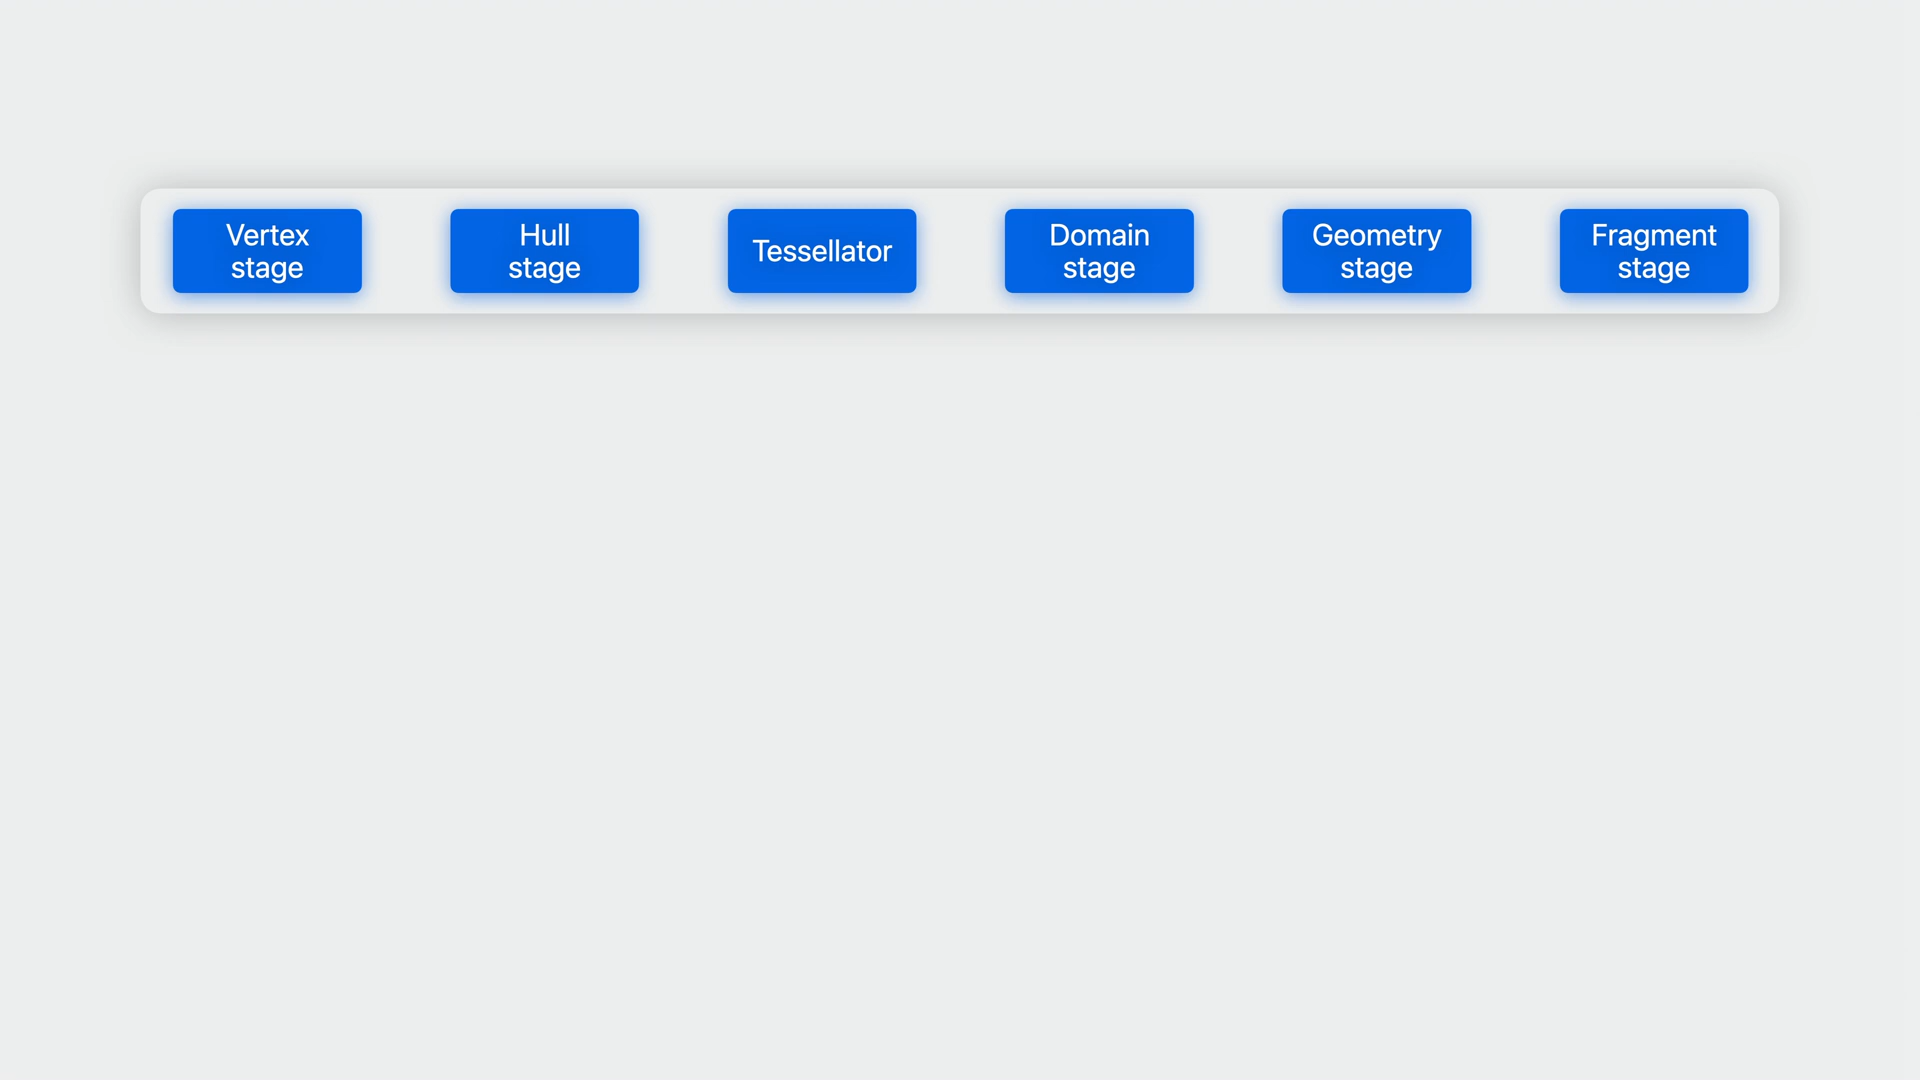 Vertex
stage
Hull
stage
Tessellator
Domain
stage
Geometry
stage
Fragment
stage